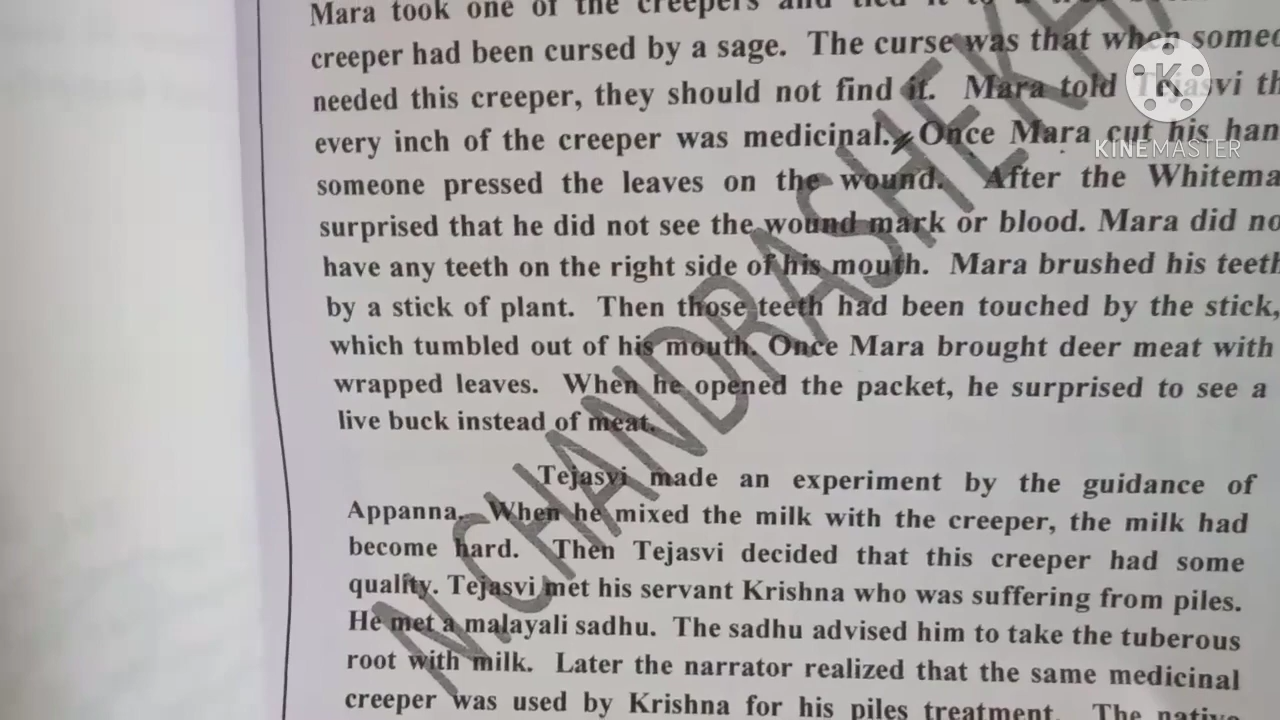 Mara took one of the creepers and tied it to a tree
creeper had been cursed by a sage. The curse was that when
needed this creeper, they should not find it. Mara told Tejasvi
every inch of the creeper was medicinal. Once Mara cut his
someone pressed the leaves on the wound. After the
surprised that he did not see the wound mark or blood. Mara did
have any teeth on the right side of his mouth. Mara brushed his teeth
by a stick of plant. Then those teeth had been touched by the stick,
which tumbled out of his mouth. Once Mara brought deer meat with
wrapped leaves. When he opened the packet, he surprised to see a
live buck instead of meat.
Tejasvi made an experiment by the guidance of
Appanna. When he mixed the milk with the creeper, the milk had
become hard. Then Tejasvi decided that this creeper had some
quality. Tejasvi met his servant Krishna who was suffering from piles.
He met a malayali sadhu. The sadhu advised him to take the tuberous
root with milk. Later the narrator realized that the same medicinal
creeper was used by Krishna for his piles treatment. The native
N.CHANDRASHEKHA
K
KINEMASTER